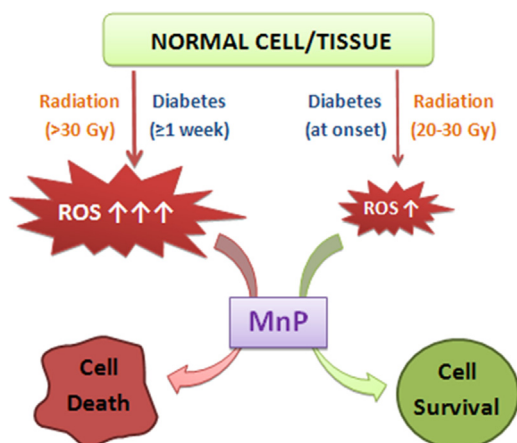 NORMAL CELL/TISSUE
Radiation
(>30 Gy)
Diabetes
(≥1 week)
Diabetes
(at onset)
Radiation
(20-30 Gy)
ROS ↑↑↑
ROS ↑
MnP
Cell
Death
Cell
Survival